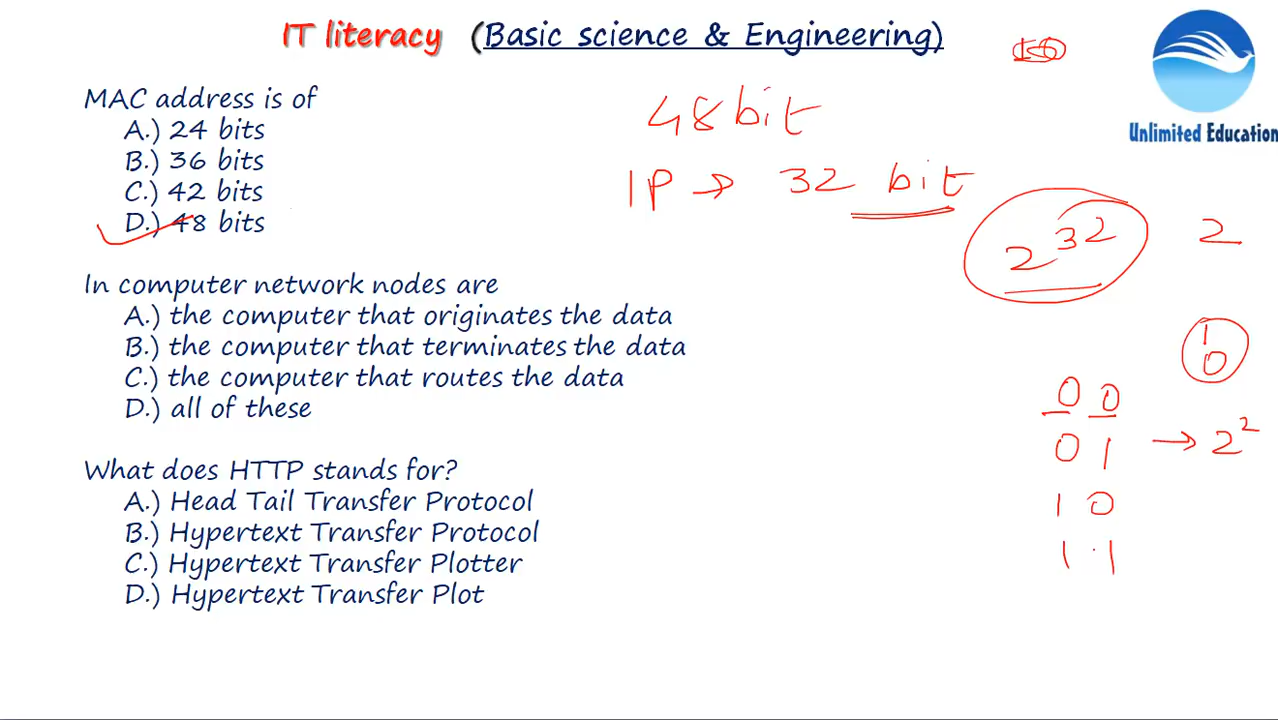 IT literacy (Basic science & Engineering)
Unlimited Education
MAC address is of
A.) 24 bits
B.) 36 bits
C.) 42 bits
D.) 48 bits
In computer network nodes are
A.) the computer that originates the data
B.) the computer that terminates the data
C.) the computer that routes the data
D.) all of these
What does HTTP stands for?
A.) Head Tail Transfer Protocol
B.) Hypertext Transfer Protocol
C.) Hypertext Transfer Plotter
D.) Hypertext Transfer Plot
48 bit
IP → 32 bit
2³² 2
1
0
0 0
0 1 → 2²
1 0
1 1